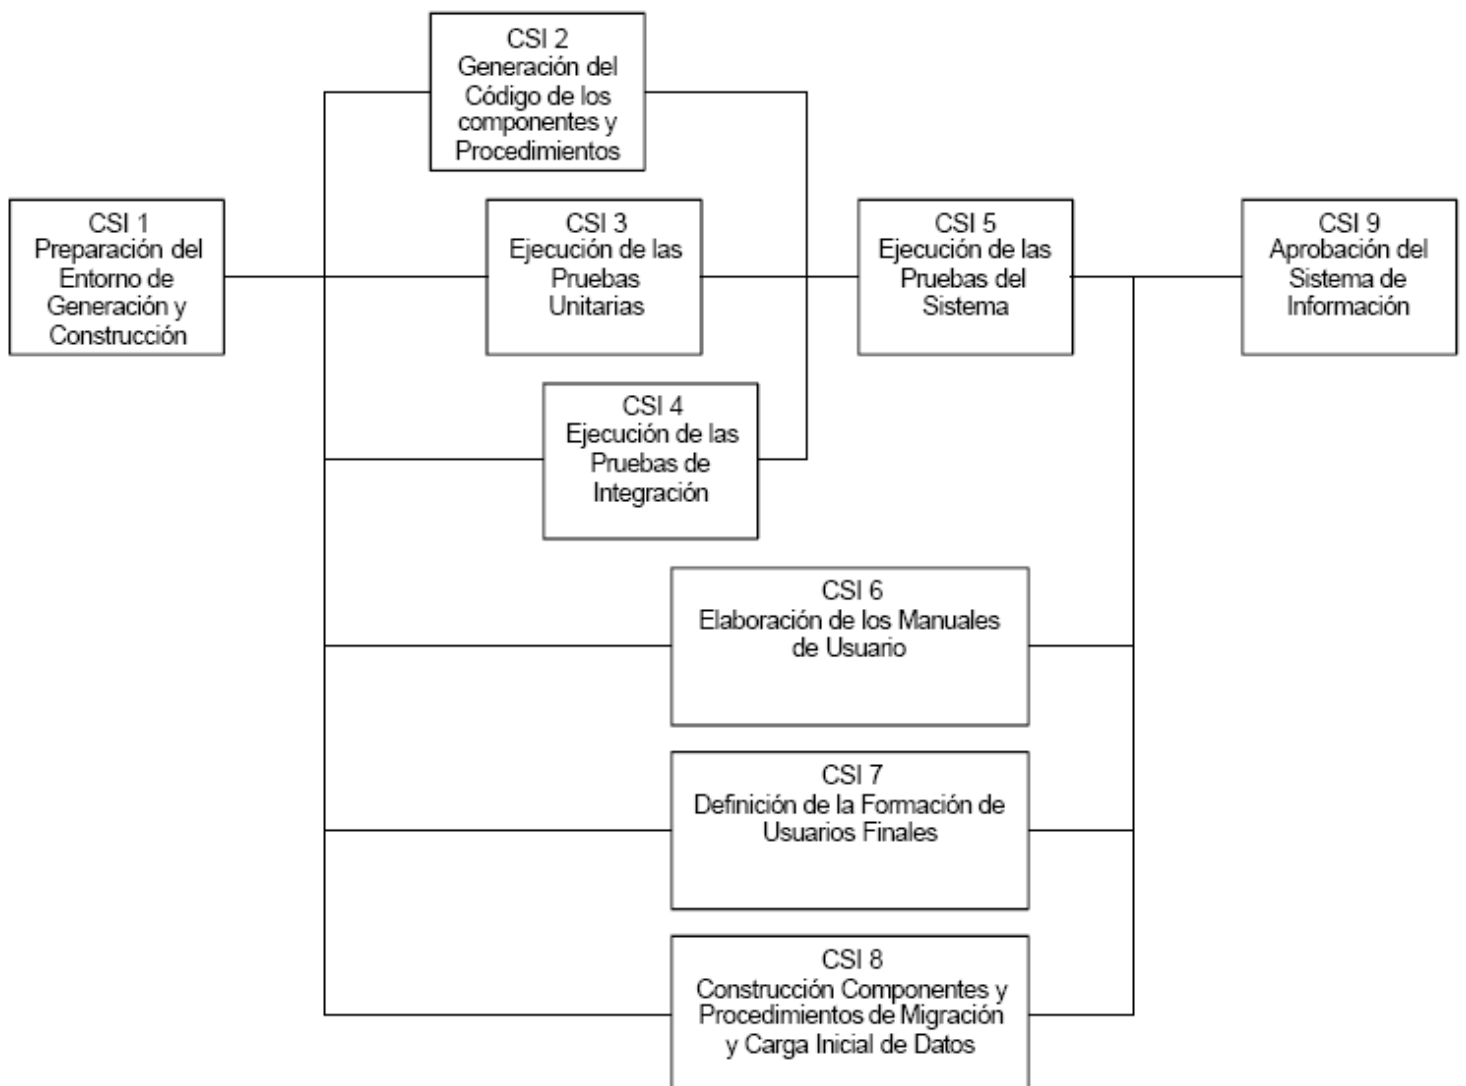 CSI 2
Generación del
Código de los
componentes y
Procedimientos
CSI 1
Preparación del
Entorno de
Generación y
Construcción
CSI 3
Ejecución de las
Pruebas
Unitarias
CSI 5
Ejecución de las
Pruebas del
Sistema
CSI 9
Aprobación del
Sistema de
Información
CSI 4
Ejecución de las
Pruebas de
Integración
CSI 6
Elaboración de los Manuales
de Usuario
CSI 7
Definición de la Formación de
Usuarios Finales
CSI 8
Construcción Componentes y
Procedimientos de Migración
y Carga Inicial de Datos